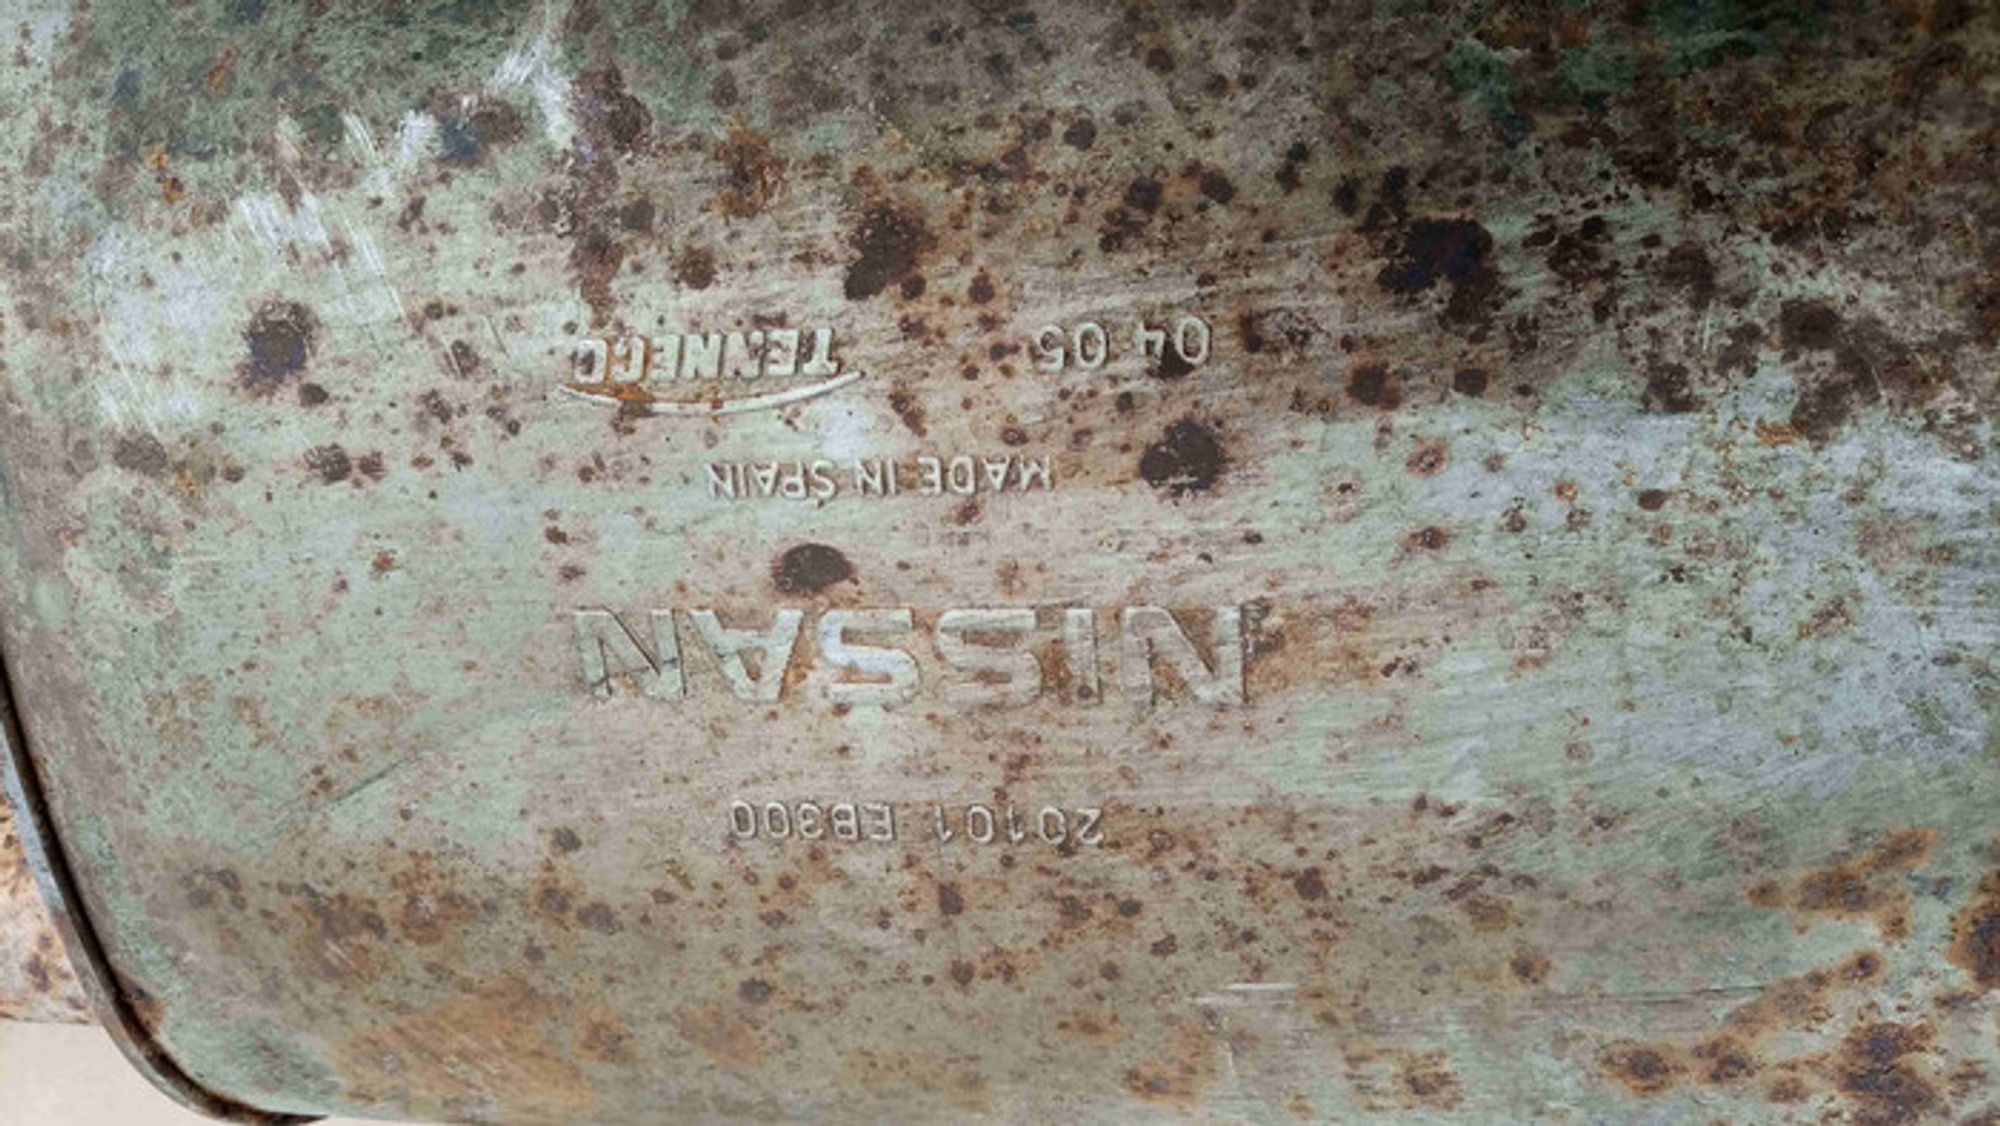 20101 EB300
NISSAN
MADE IN SPAIN
04 05 TENNECO